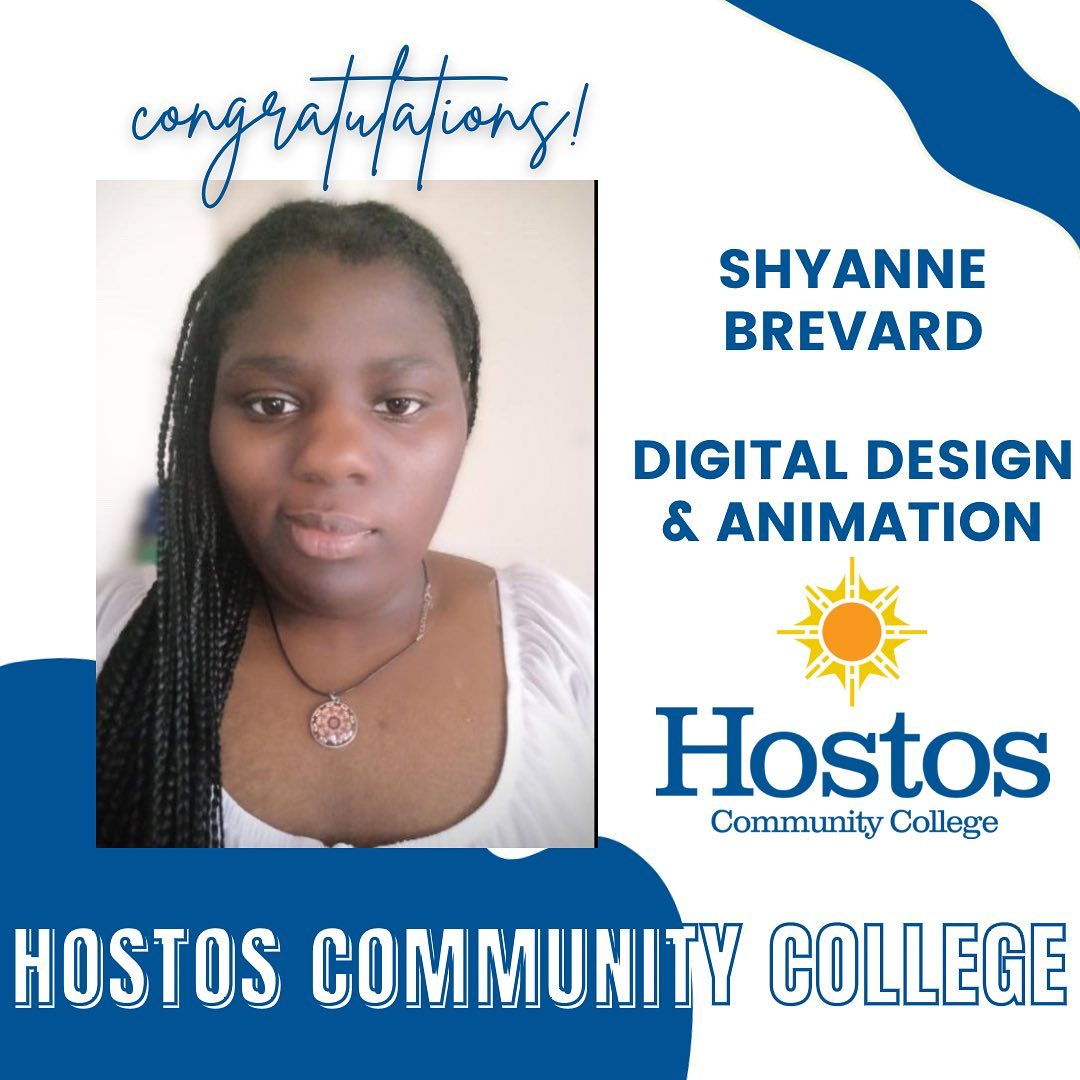 congratulations!
SHYANNE
BREVARD
DIGITAL DESIGN
& ANIMATION
Hostos
Community College
HOSTOS COMMUNITY COLLEGE